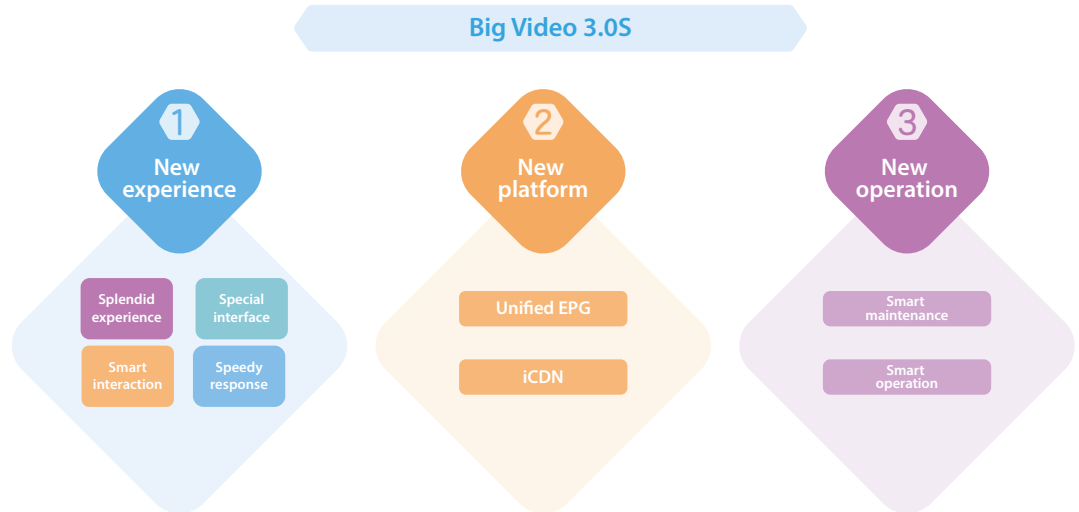 Big Video 3.0S
1
New
experience
Splendid
experience
Special
interface
Smart
interaction
Speedy
response
2
New
platform
Unified EPG
iCDN
3
New
operation
Smart
maintenance
Smart
operation